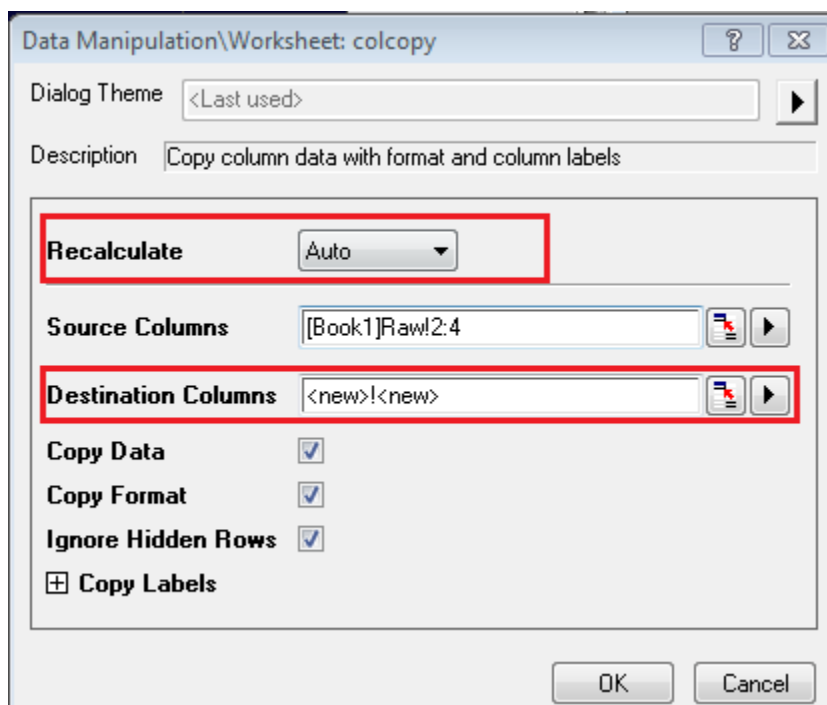 Data Manipulation\Worksheet: colcopy
Dialog Theme <Last used>
Description Copy column data with format and column labels
Recalculate Auto
Source Columns [Book1]Raw!2:4
Destination Columns <new>!<new>
Copy Data
Copy Format
Ignore Hidden Rows
Copy Labels
OK Cancel